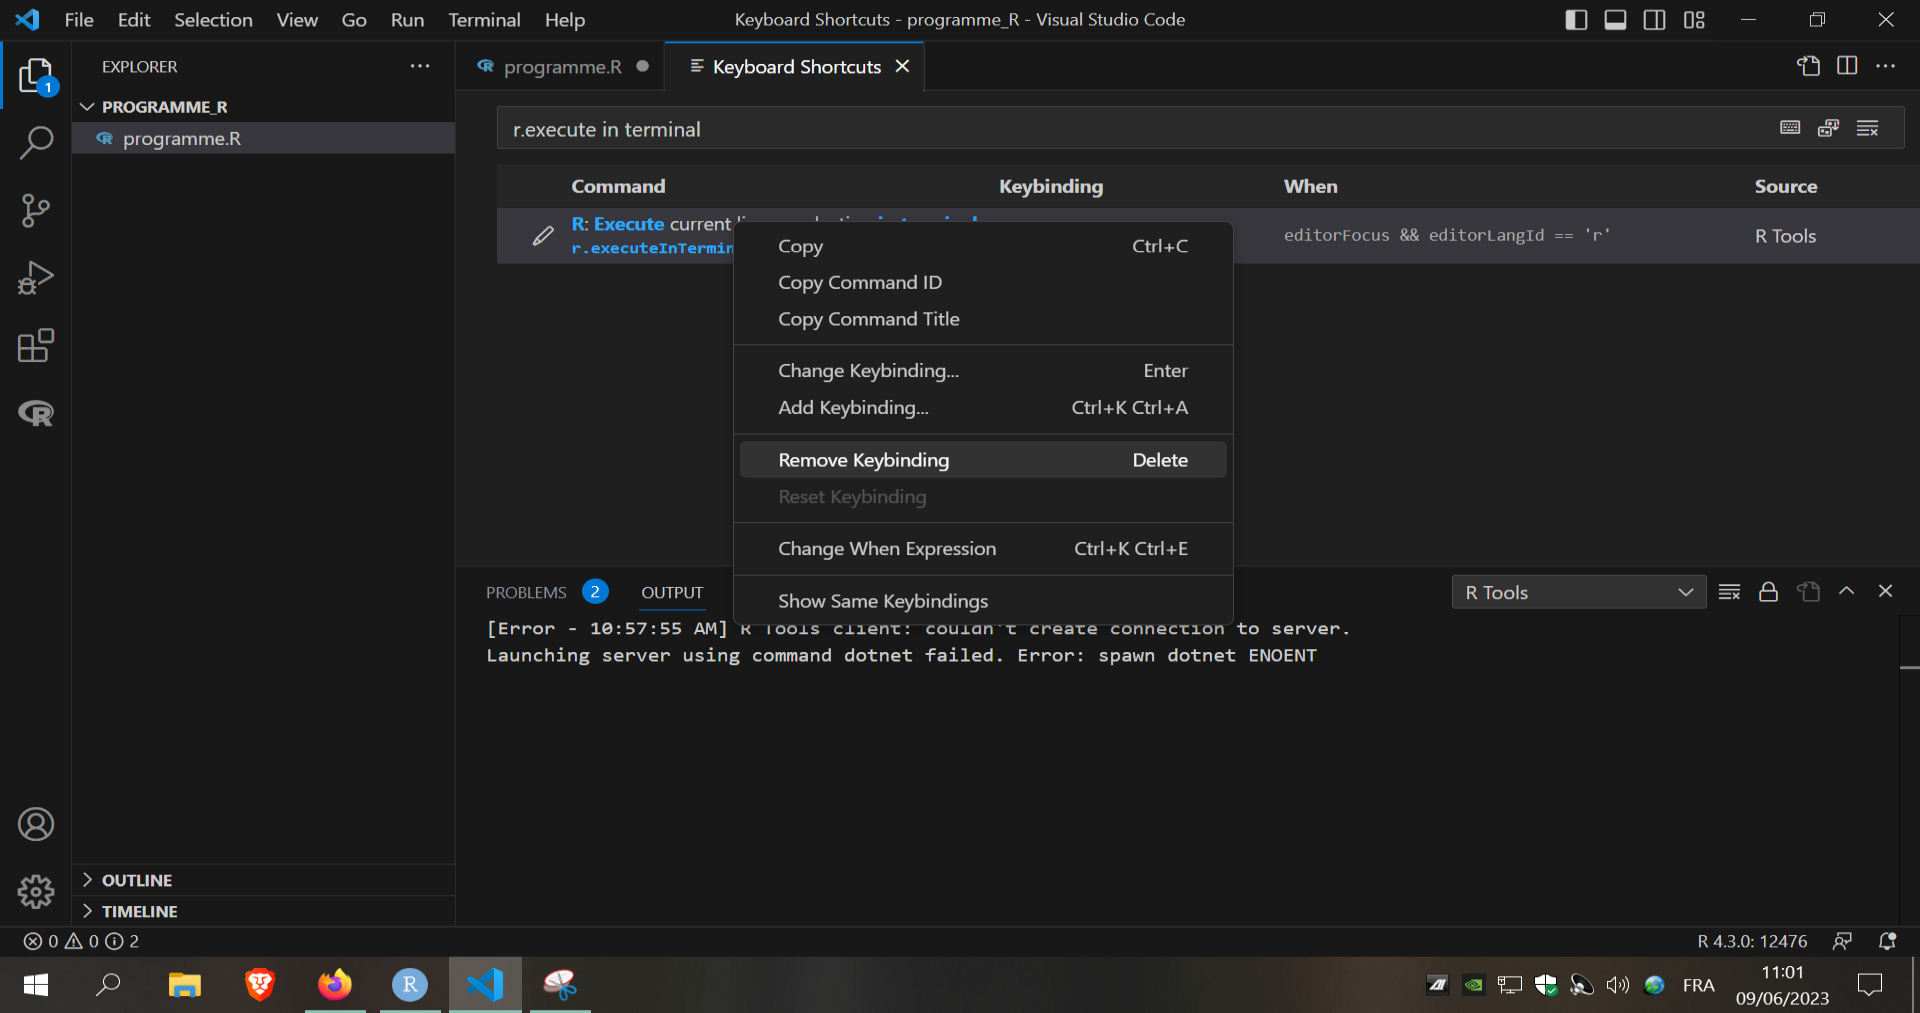 File Edit Selection View Go Run Terminal Help
Keyboard Shortcuts - programme_R - Visual Studio Code
EXPLORER
programme.R
Keyboard Shortcuts
1
PROGRAMME_R
programme.R
r.execute in terminal
Command Keybinding When Source
R: Execute current
r.executeInTermin
editorFocus && editorLangId == 'r'
R Tools
Copy Ctrl+C
Copy Command ID
Copy Command Title
Change Keybinding... Enter
Add Keybinding... Ctrl+K Ctrl+A
Remove Keybinding Delete
Reset Keybinding
Change When Expression Ctrl+K Ctrl+E
Show Same Keybindings
PROBLEMS 2 OUTPUT
R Tools
[Error - 10:57:55 AM] R Tools client: couldn't create connection to server.
Launching server using command dotnet failed. Error: spawn dotnet ENOENT
OUTLINE
TIMELINE
0 0 2
R 4.3.0: 12476
R
FRA
11:01
09/06/2023